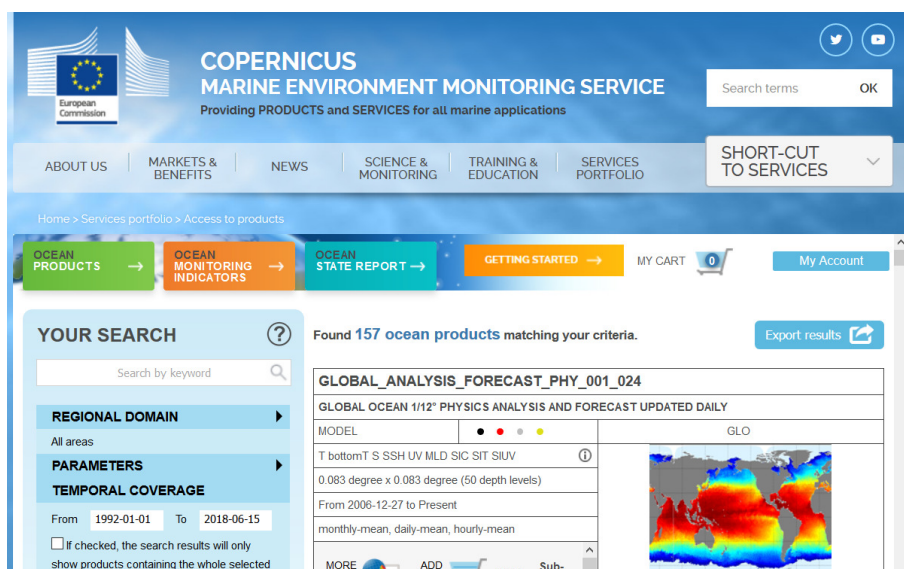 European
Commission
COPERNICUS
MARINE ENVIRONMENT MONITORING SERVICE
Providing PRODUCTS and SERVICES for all marine applications
Search terms OK
ABOUT US
MARKETS &
BENEFITS
NEWS
SCIENCE &
MONITORING
TRAINING &
EDUCATION
SERVICES
PORTFOLIO
SHORT-CUT
TO SERVICES
Home > Services portfolio > Access to products
OCEAN
PRODUCTS →
OCEAN
MONITORING →
INDICATORS
OCEAN
STATE REPORT →
GETTING STARTED →
MY CART 0
My Account
YOUR SEARCH ?
Search by keyword
REGIONAL DOMAIN
All areas
PARAMETERS
TEMPORAL COVERAGE
From 1992-01-01 To 2018-06-15
If checked, the search results will only
show products containing the whole selected
Found 157 ocean products matching your criteria.
Export results
GLOBAL_ANALYSIS_FORECAST_PHY_001_024
GLOBAL OCEAN 1/12° PHYSICS ANALYSIS AND FORECAST UPDATED DAILY
MODEL GLO
T bottomT S SSH UV MLD SIC SIT SIUV i
0.083 degree x 0.083 degree (50 depth levels)
From 2006-12-27 to Present
monthly-mean, daily-mean, hourly-mean
MORE ADD Sub-